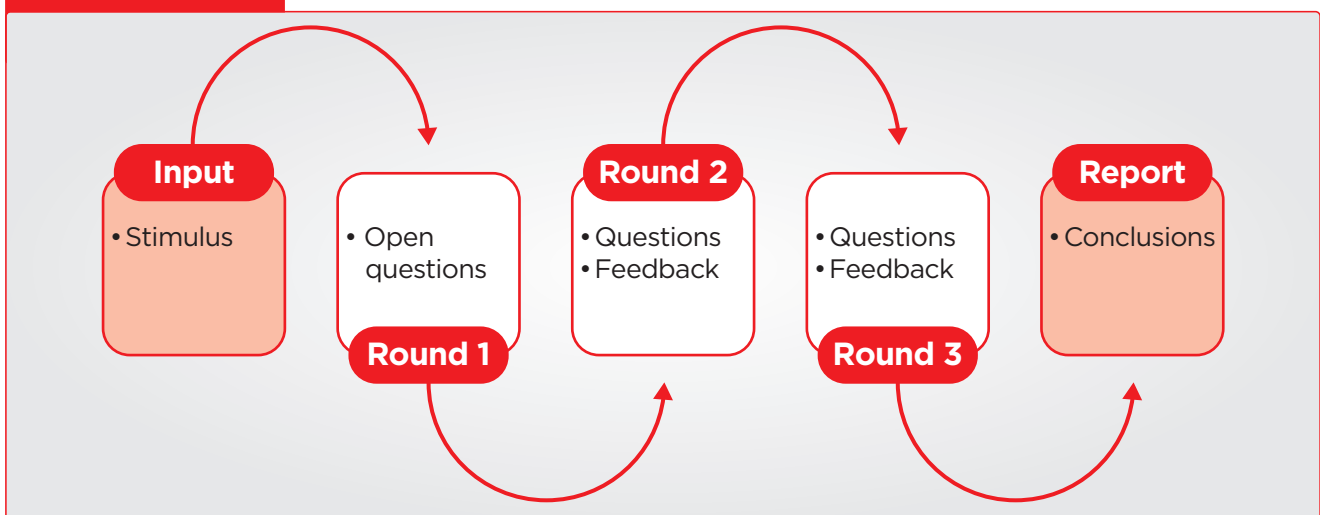 Input
• Stimulus
• Open
questions
Round 1
Round 2
• Questions
• Feedback
• Questions
• Feedback
Round 3
Report
• Conclusions